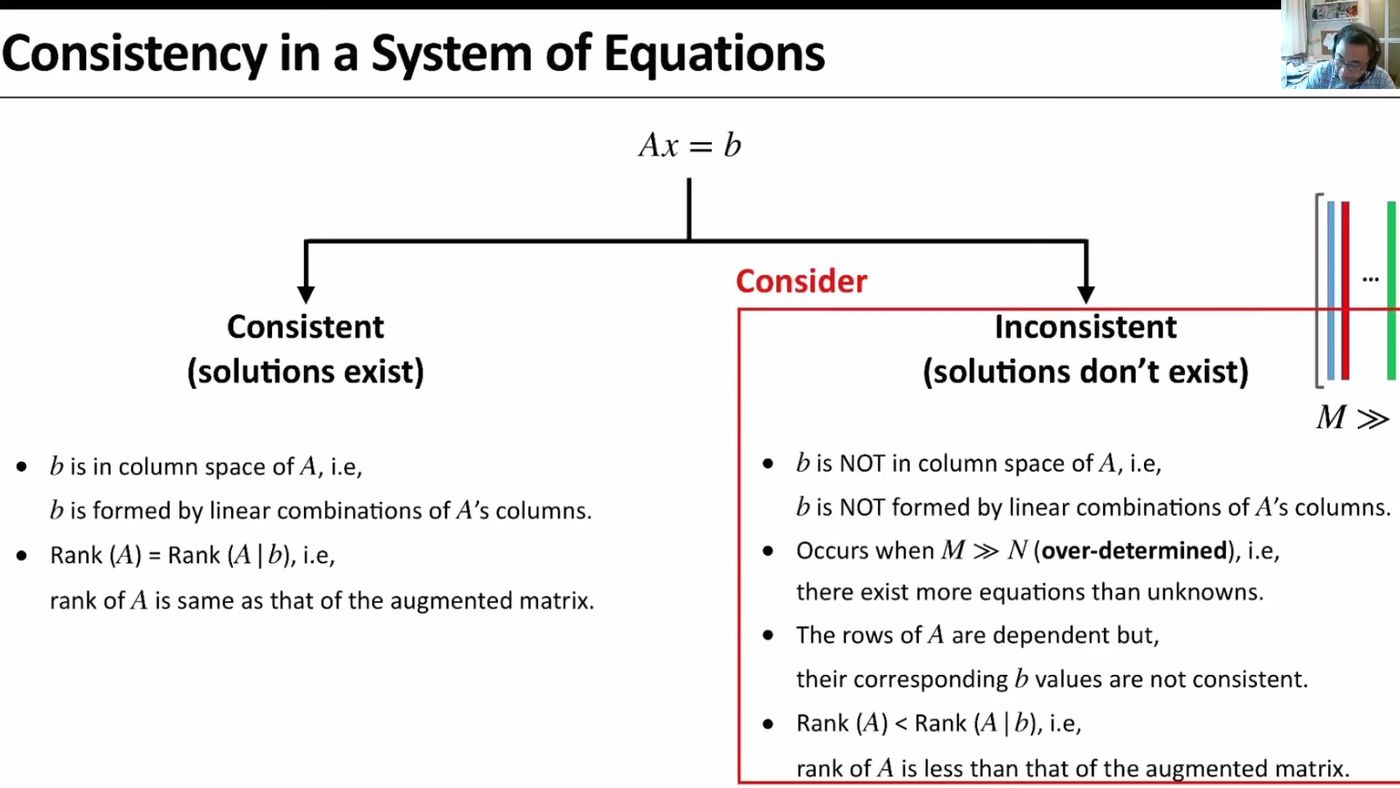 Consistency in a System of Equations
Ax = b
Consider
Consistent
(solutions exist)
• b is in column space of A, i.e,
b is formed by linear combinations of A’s columns.
• Rank (A) = Rank (A | b), i.e,
rank of A is same as that of the augmented matrix.
Inconsistent
(solutions don’t exist)
...
M ≫
• b is NOT in column space of A, i.e,
b is NOT formed by linear combinations of A’s columns.
• Occurs when M ≫ N (over-determined), i.e,
there exist more equations than unknowns.
• The rows of A are dependent but,
their corresponding b values are not consistent.
• Rank (A) < Rank (A | b), i.e,
rank of A is less than that of the augmented matrix.